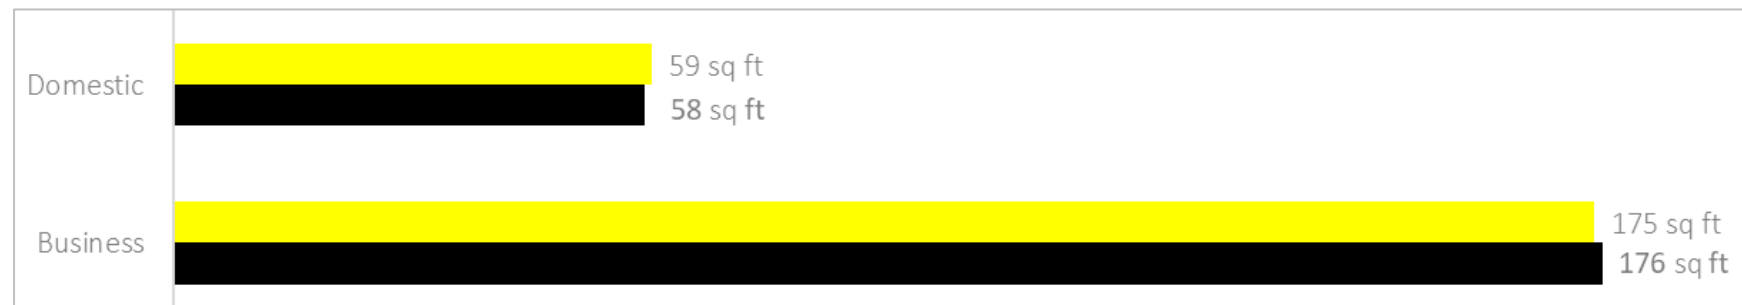 Domestic
59 sq ft
58 sq ft
Business
175 sq ft
176 sq ft